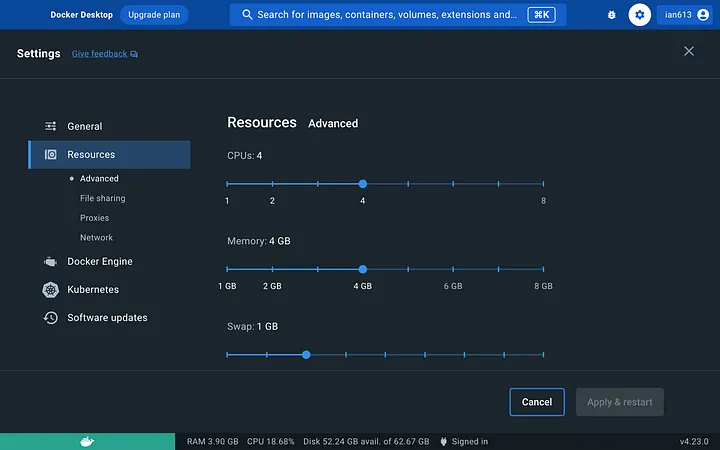 Docker Desktop Upgrade plan Search for images, containers, volumes, extensions and... ⌘K ian613
Settings Give feedback
General
Resources
Advanced
File sharing
Proxies
Network
Docker Engine
Kubernetes
Software updates
Resources Advanced
CPUs: 4
1 2 4 8
Memory: 4 GB
1 GB 2 GB 4 GB 6 GB 8 GB
Swap: 1 GB
Cancel Apply & restart
RAM 3.90 GB CPU 18.68% Disk 52.24 GB avail. of 62.67 GB Signed in v4.23.0